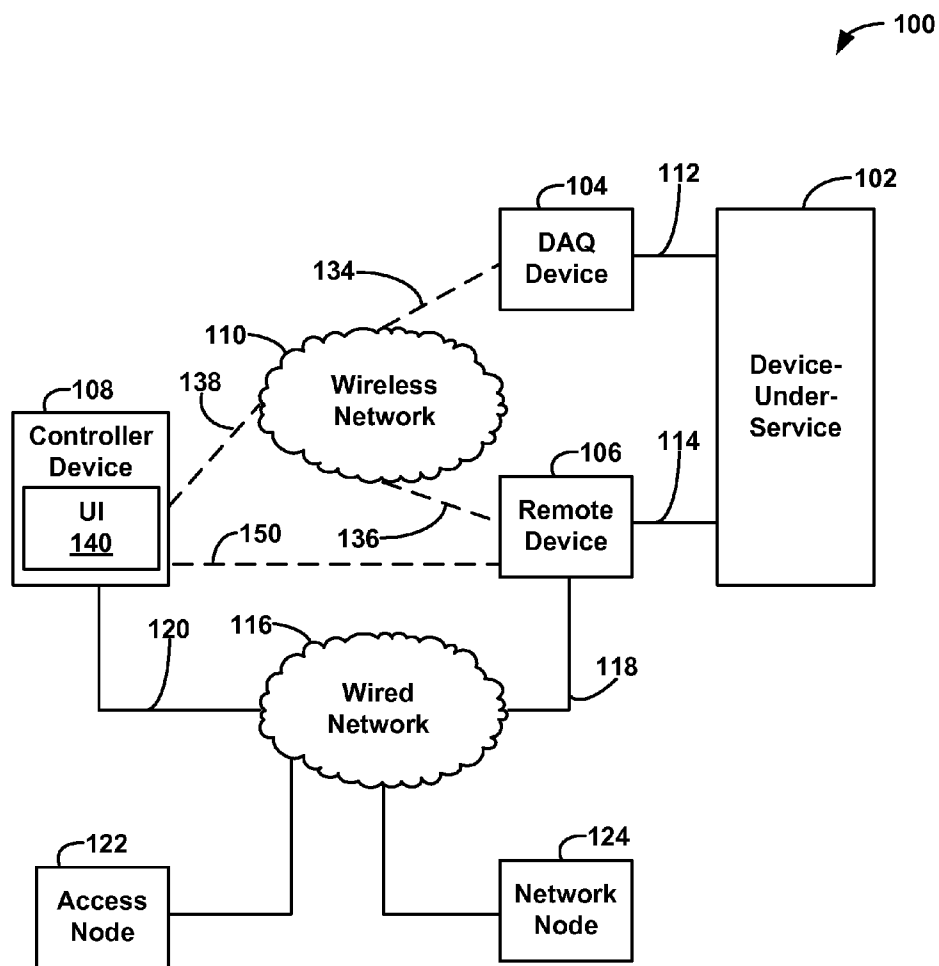 100
112
102
104
DAQ
Device
134
110
138
Wireless
Network
Device-
Under-
Service
108
Controller
Device
UI
140
106
114
Remote
Device
136
150
116
120
Wired
Network
118
122
124
Access
Node
Network
Node